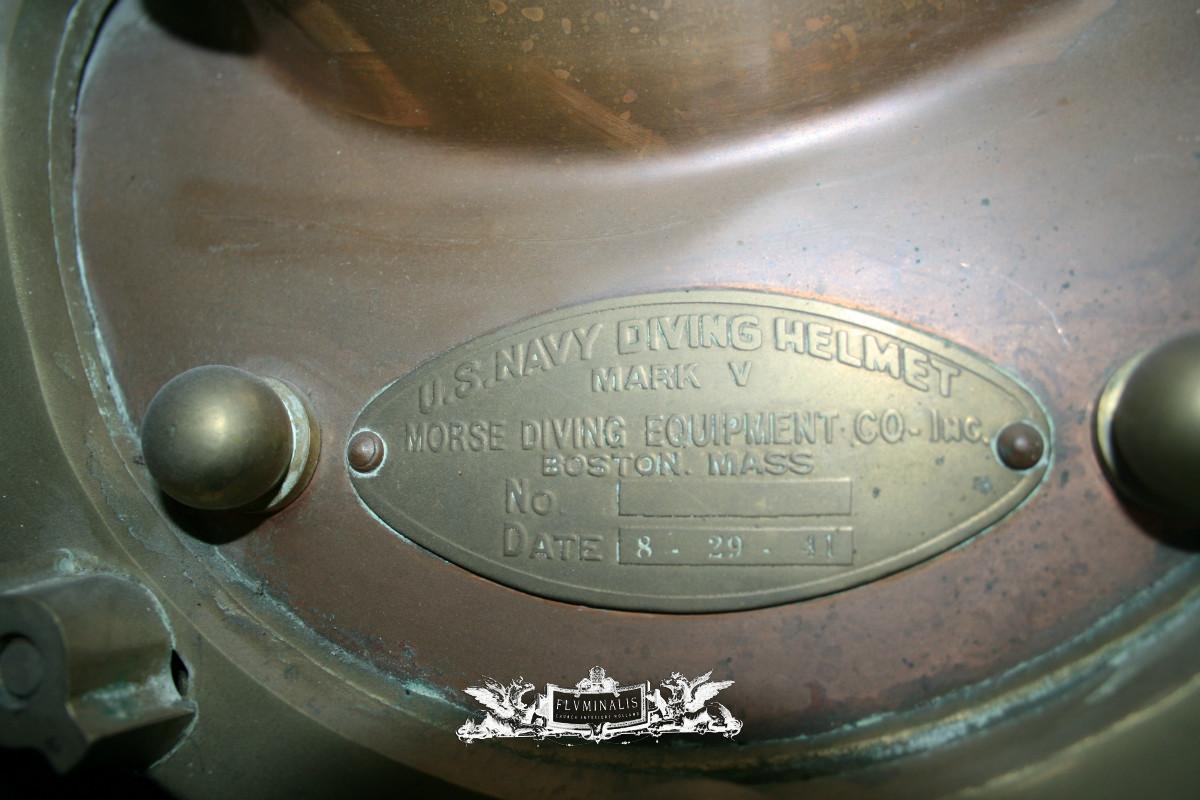 U.S. NAVY DIVING HELMET
MARK V
MORSE DIVING EQUIPMENT CO- INC.
BOSTON. MASS
No
DATE 8 - 29 - 41
FLVMINALIS